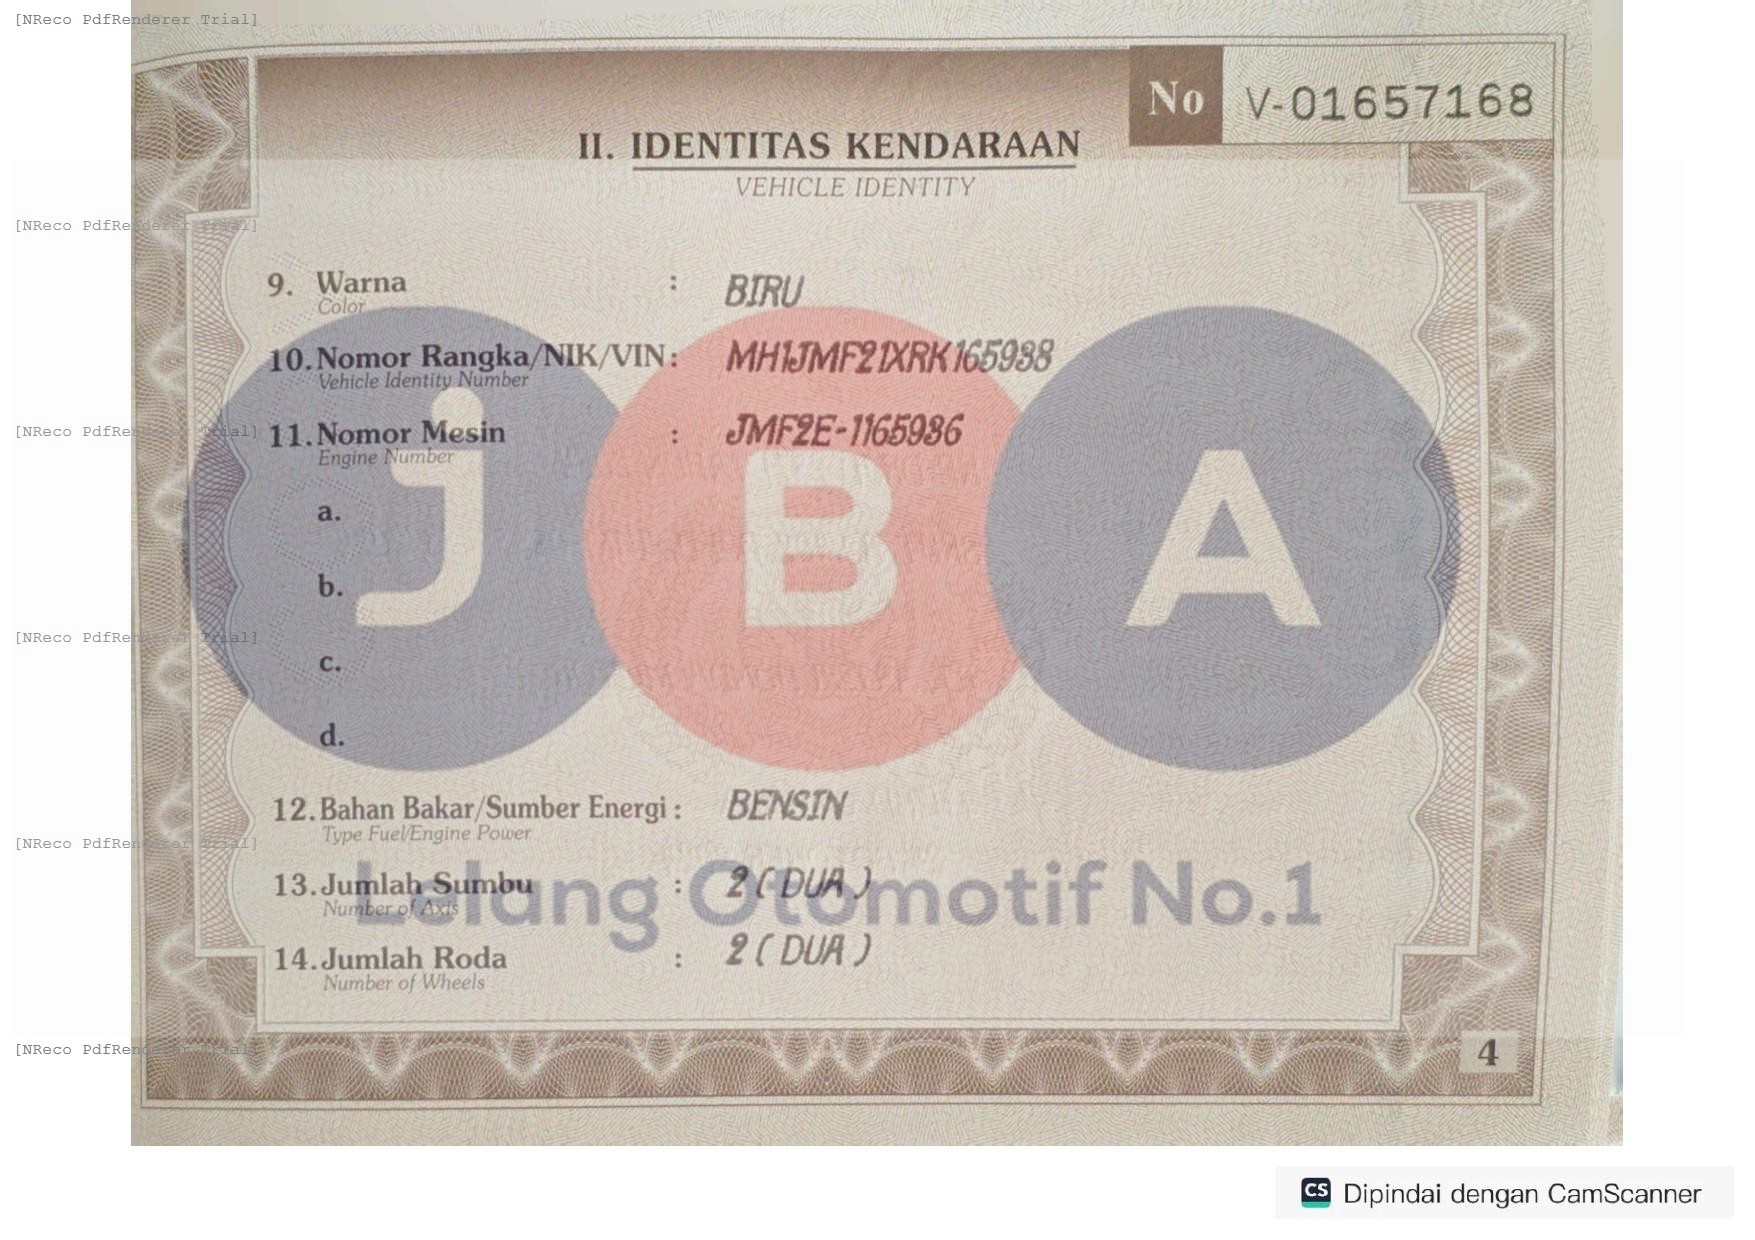 [NReco PdfRenderer Trial]
No V-01657168
II. IDENTITAS KENDARAAN
VEHICLE IDENTITY
[NReco PdfRenderer Trial]
9. Warna : BIRU
Color
10. Nomor Rangka/NIK/VIN : MH1JMF21XRK165938
Vehicle Identity Number
[NReco PdfRenderer Trial]
11. Nomor Mesin : JMF2E-1165936
Engine Number
a.
b.
j B A
[NReco PdfRenderer Trial]
c.
d.
12. Bahan Bakar/Sumber Energi : BENSIN
Type Fuel/Engine Power
[NReco PdfRenderer Trial]
13. Jumlah Sumbu : 2 ( DUA )
Number of Axis
Lelang Otomotif No.1
14. Jumlah Roda : 2 ( DUA )
Number of Wheels
[NReco PdfRenderer Trial]
4
CS Dipindai dengan CamScanner